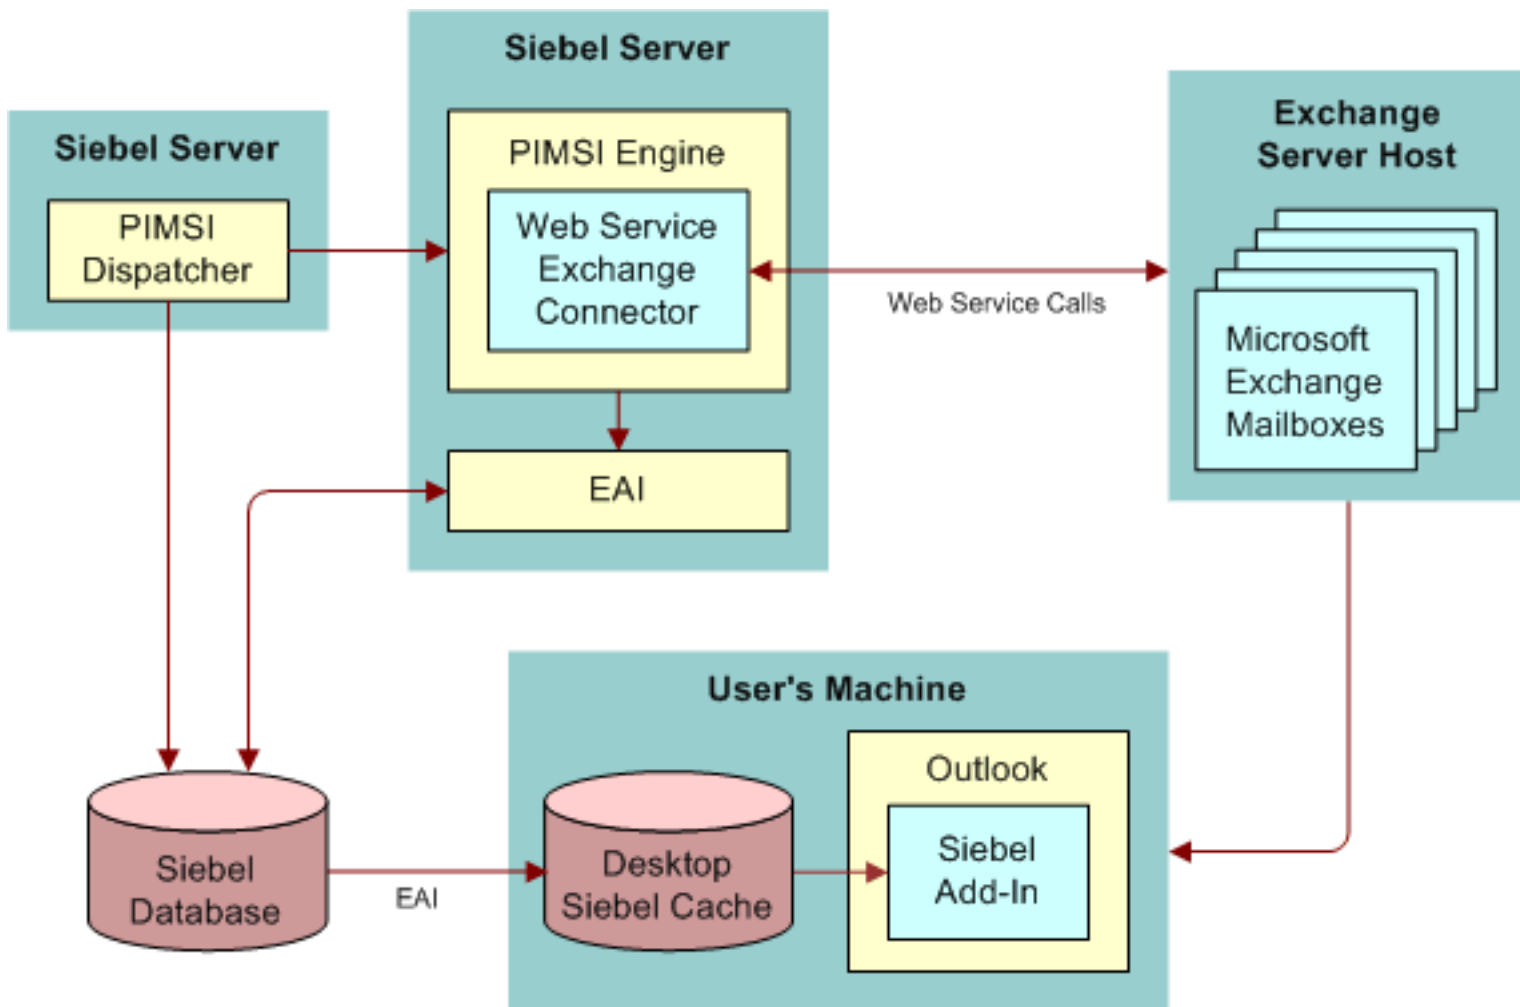 Siebel Server
PIMSI
Dispatcher
Siebel Server
PIMSI Engine
Web Service
Exchange
Connector
EAI
Web Service Calls
Exchange
Server Host
Microsoft
Exchange
Mailboxes
Siebel
Database
EAI
User's Machine
Desktop
Siebel Cache
Outlook
Siebel
Add-In